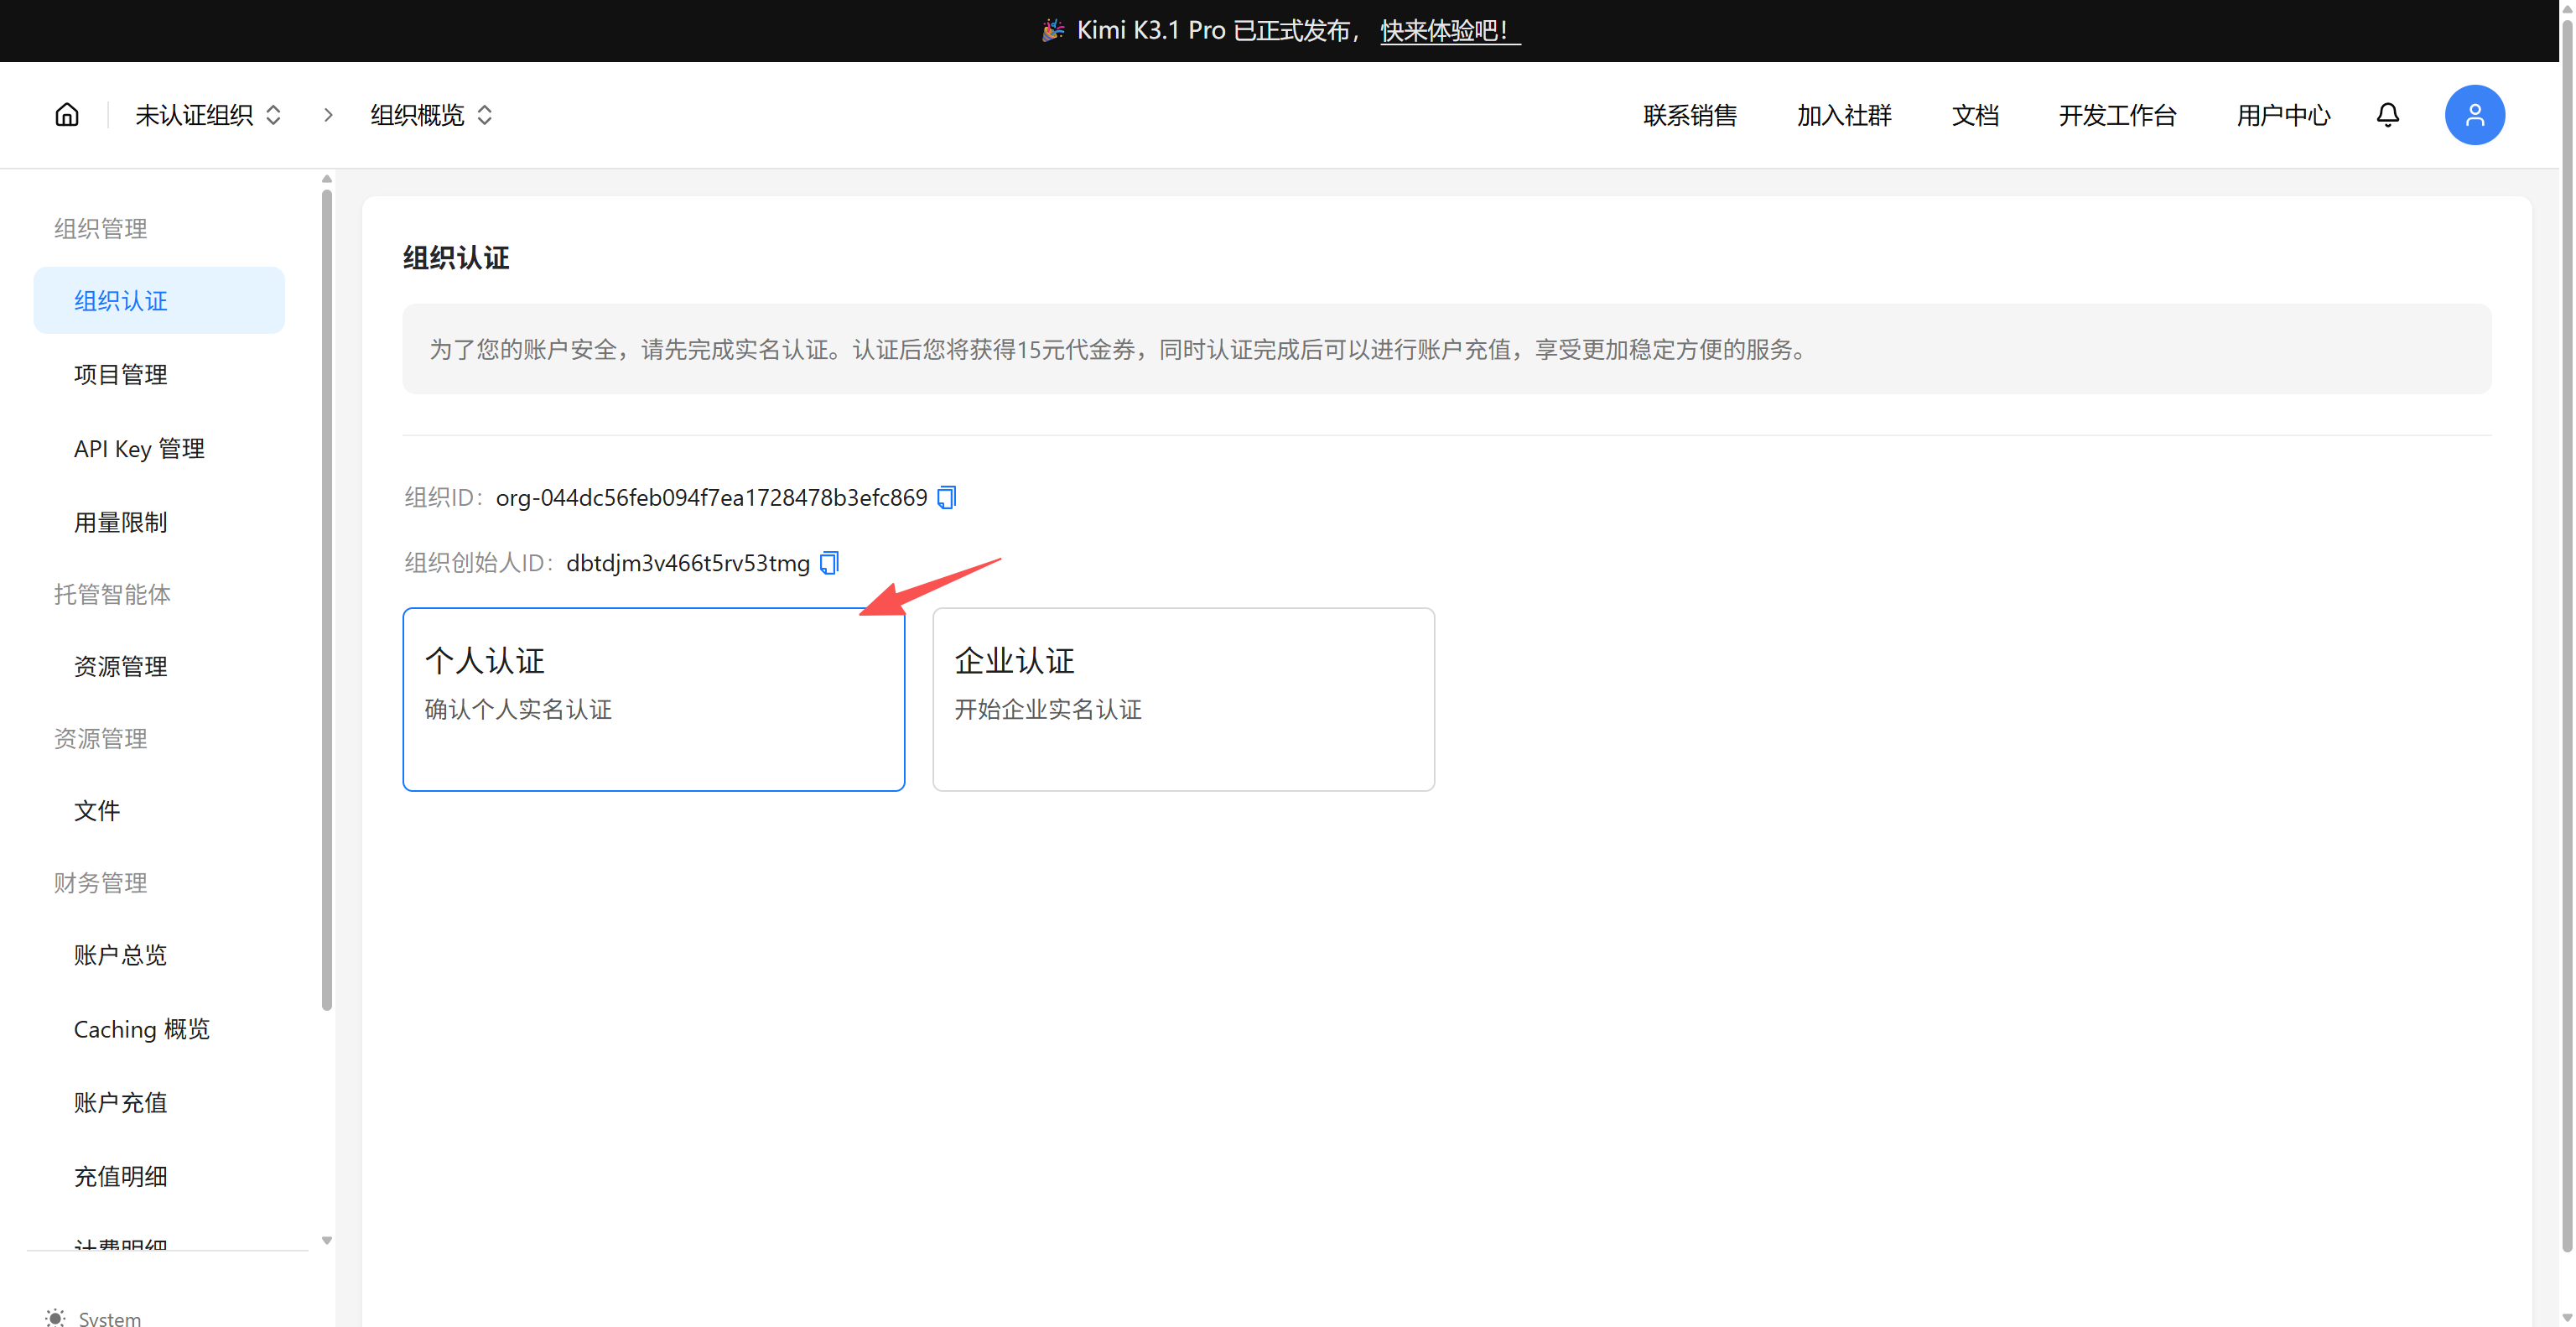 🎉 Kimi K3.1 Pro 已正式发布， 快来体验吧！
未认证组织 > 组织概览 联系销售 加入社群 文档 开发工作台 用户中心
组织管理
组织认证
项目管理
API Key 管理
用量限制
托管智能体
资源管理
资源管理
文件
财务管理
账户总览
Caching 概览
账户充值
充值明细
计费明细
System
组织认证
为了您的账户安全，请先完成实名认证。认证后您将获得15元代金券，同时认证完成后可以进行账户充值，享受更加稳定方便的服务。
组织ID：org-044dc56feb094f7ea1728478b3efc869
组织创始人ID：dbtdjm3v466t5rv53tmg
个人认证
确认个人实名认证
企业认证
开始企业实名认证